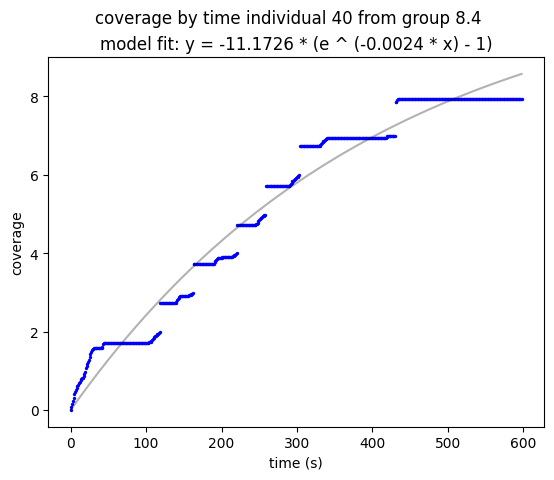 coverage by time individual 40 from group 8.4
model fit: y = -11.1726 * (e ^ (-0.0024 * x) - 1)
8
6
4
2
0
coverage
0 100 200 300 400 500 600
time (s)